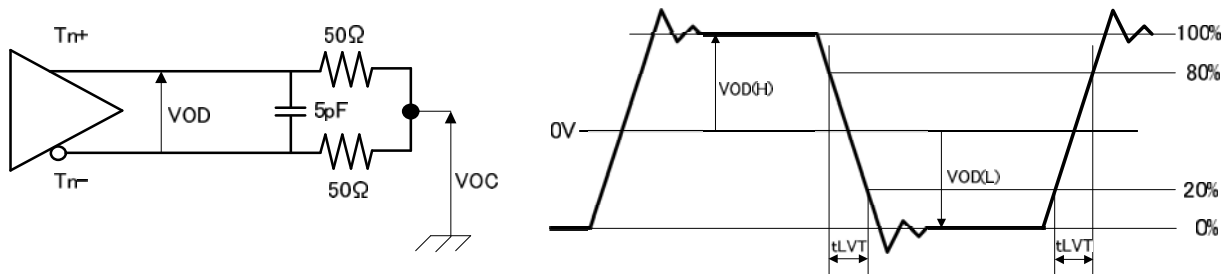 Tn+
50Ω
VOD
5pF
Tn-
50Ω
VOC
100%
80%
VOD(H)
0V
VOD(L)
20%
0%
tLVT
tLVT